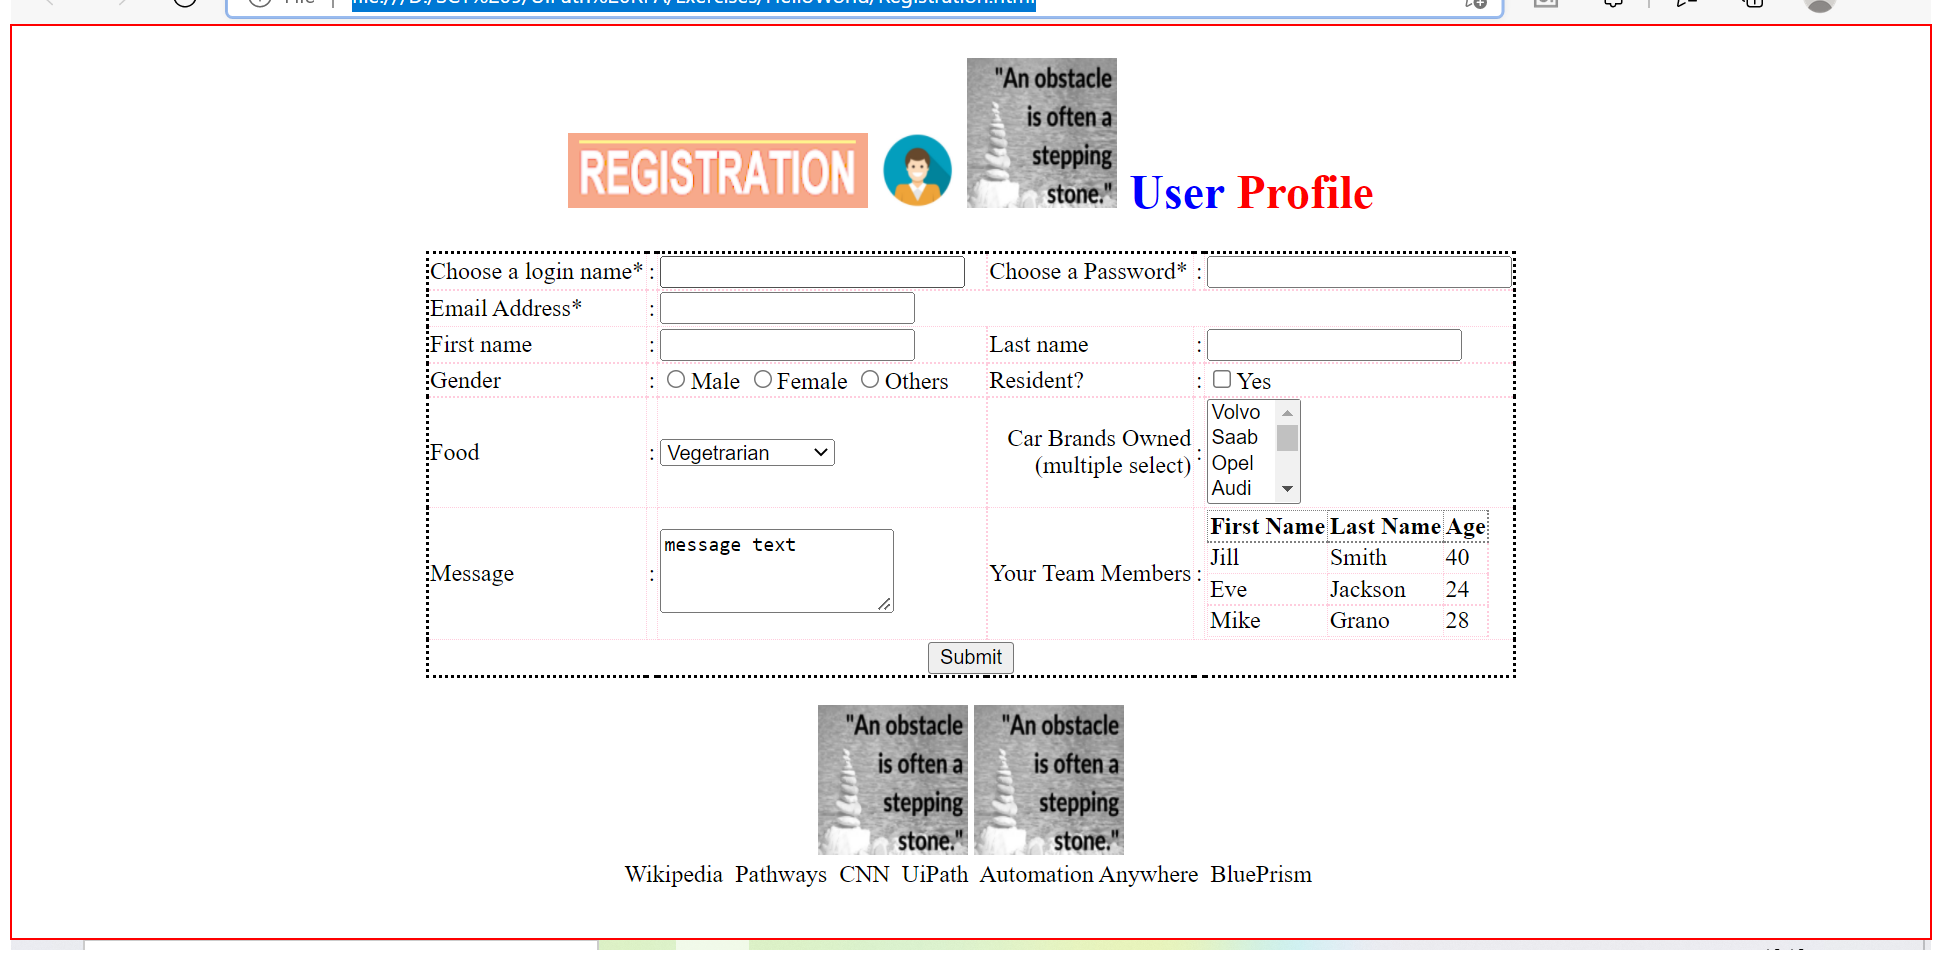 "An obstacle
is often a
stepping
stone."
REGISTRATION
User Profile
Choose a login name* :
Choose a Password* :
Email Address* :
First name :
Last name :
Gender : Male Female Others
Resident? : Yes
Food : Vegetrarian
Car Brands Owned
(multiple select) :
Volvo
Saab
Opel
Audi
Message :
message text
Your Team Members :
First Name Last Name Age
Jill Smith 40
Eve Jackson 24
Mike Grano 28
Submit
"An obstacle
is often a
stepping
stone."
"An obstacle
is often a
stepping
stone."
Wikipedia Pathways CNN UiPath Automation Anywhere BluePrism